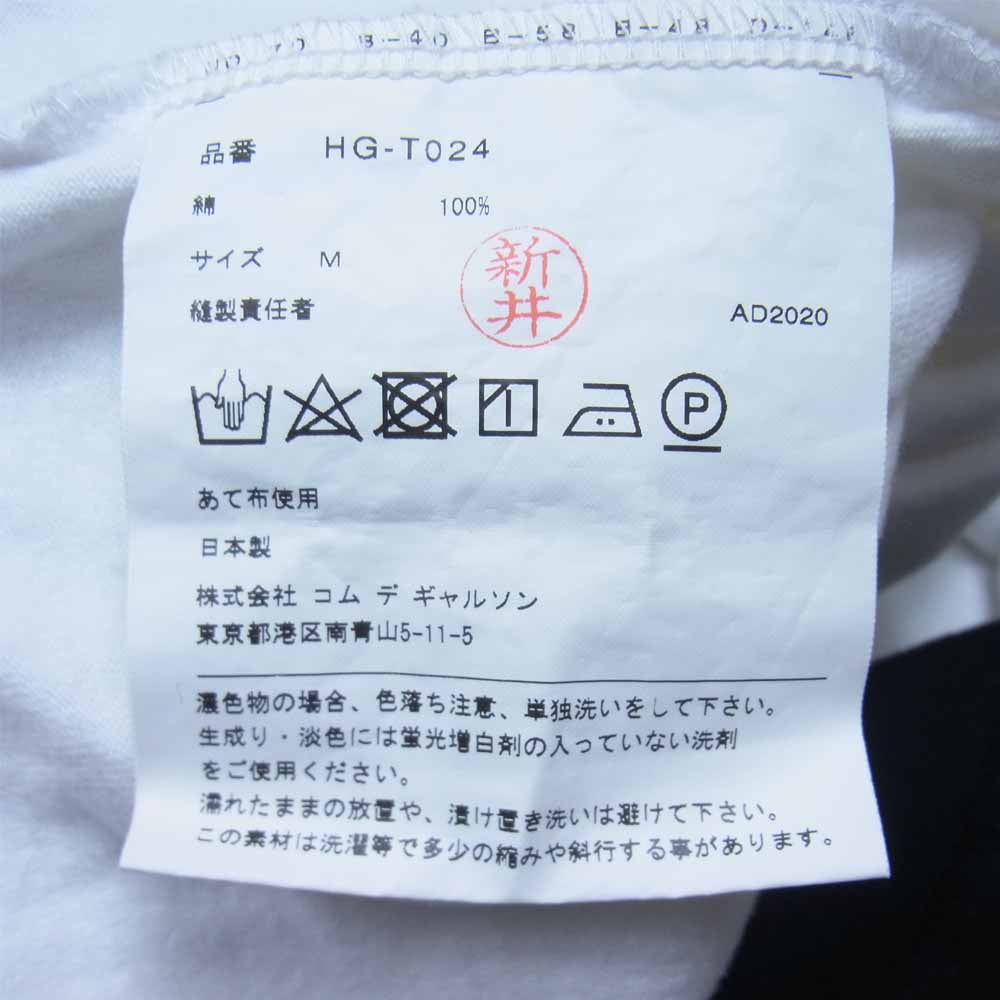 B-40 B-58 B-48
品番 HG-T024
綿 100%
サイズ M
新井
縫製責任者 AD2020
P
あて布使用
日本製
株式会社 コム デ ギャルソン
東京都港区南青山5-11-5
濃色物の場合、色落ち注意、単独洗いをして下さい。
生成り・淡色には蛍光増白剤の入っていない洗剤
をご使用ください。
濡れたままの放置や、漬け置き洗いは避けて下さい。
この素材は洗濯等で多少の縮みや斜行する事があります。